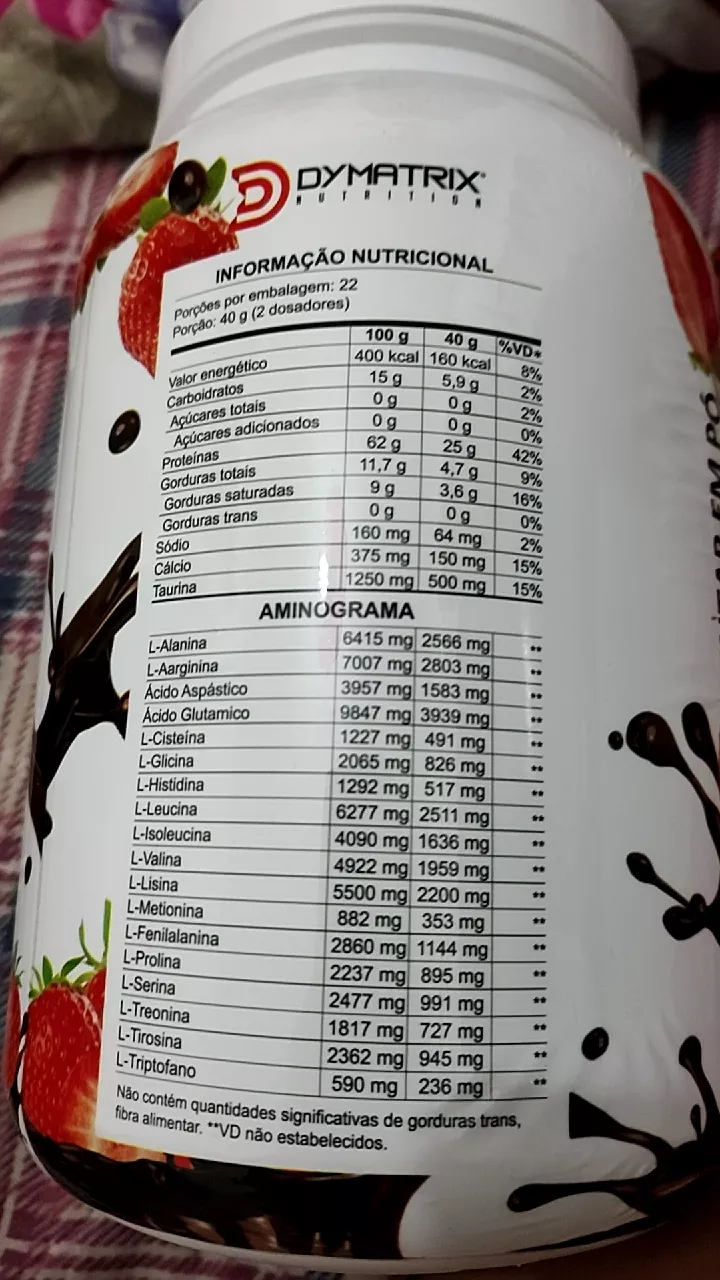 DYMATRIX
NUTRITION
INFORMAÇÃO NUTRICIONAL
Porções por embalagem: 22
Porção: 40 g (2 dosadores)
100 g 40 g %VD*
Valor energético 400 kcal 160 kcal 8%
Carboidratos 15 g 5,9 g 2%
Açúcares totais 0 g 0 g 2%
Açúcares adicionados 0 g 0 g 0%
Proteínas 62 g 25 g 42%
Gorduras totais 11,7 g 4,7 g 9%
Gorduras saturadas 9 g 3,6 g 16%
Gorduras trans 0 g 0 g 0%
Sódio 160 mg 64 mg 2%
Cálcio 375 mg 150 mg 15%
Taurina 1250 mg 500 mg 15%
AMINOGRAMA
L-Alanina 6415 mg 2566 mg **
L-Aarginina 7007 mg 2803 mg **
Ácido Aspástico 3957 mg 1583 mg **
Ácido Glutamico 9847 mg 3939 mg **
L-Cisteína 1227 mg 491 mg **
L-Glicina 2065 mg 826 mg **
L-Histidina 1292 mg 517 mg **
L-Leucina 6277 mg 2511 mg **
L-Isoleucina 4090 mg 1636 mg **
L-Valina 4922 mg 1959 mg **
L-Lisina 5500 mg 2200 mg **
L-Metionina 882 mg 353 mg **
L-Fenilalanina 2860 mg 1144 mg **
L-Prolina 2237 mg 895 mg **
L-Serina 2477 mg 991 mg **
L-Treonina 1817 mg 727 mg **
L-Tirosina 2362 mg 945 mg **
L-Triptofano 590 mg 236 mg **
Não contém quantidades significativas de gorduras trans,
fibra alimentar. **VD não estabelecidos.
EM PÓ